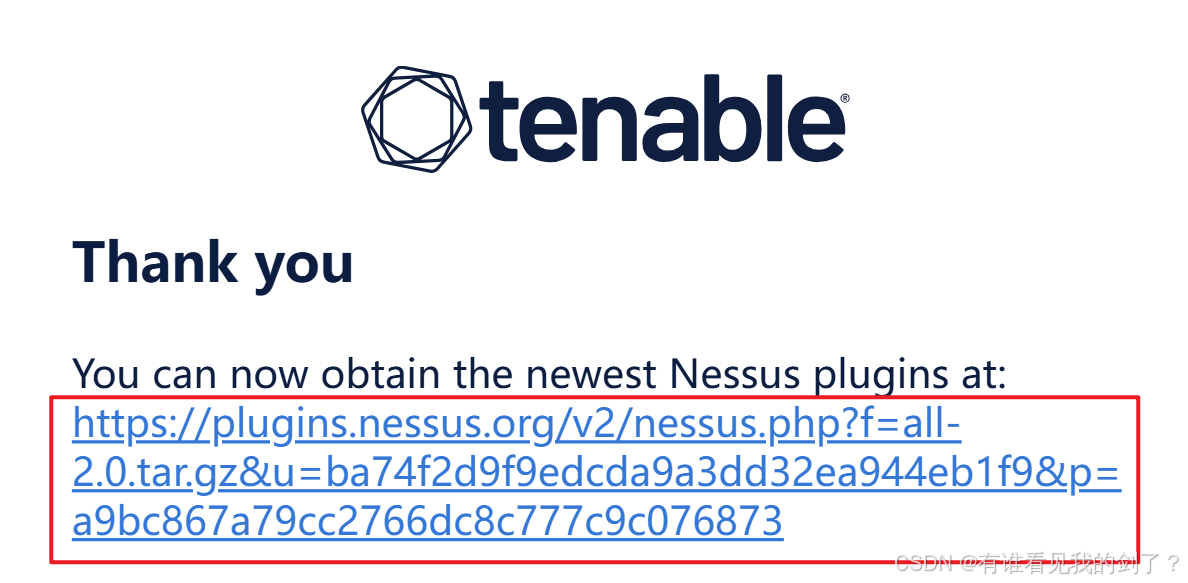 tenable®
Thank you
You can now obtain the newest Nessus plugins at:
https://plugins.nessus.org/v2/nessus.php?f=all-
2.0.tar.gz&u=ba74f2d9f9edcda9a3dd32ea944eb1f9&p=
a9bc867a79cc2766dc8c777c9c076873
CSDN @有谁看见我的剑了？